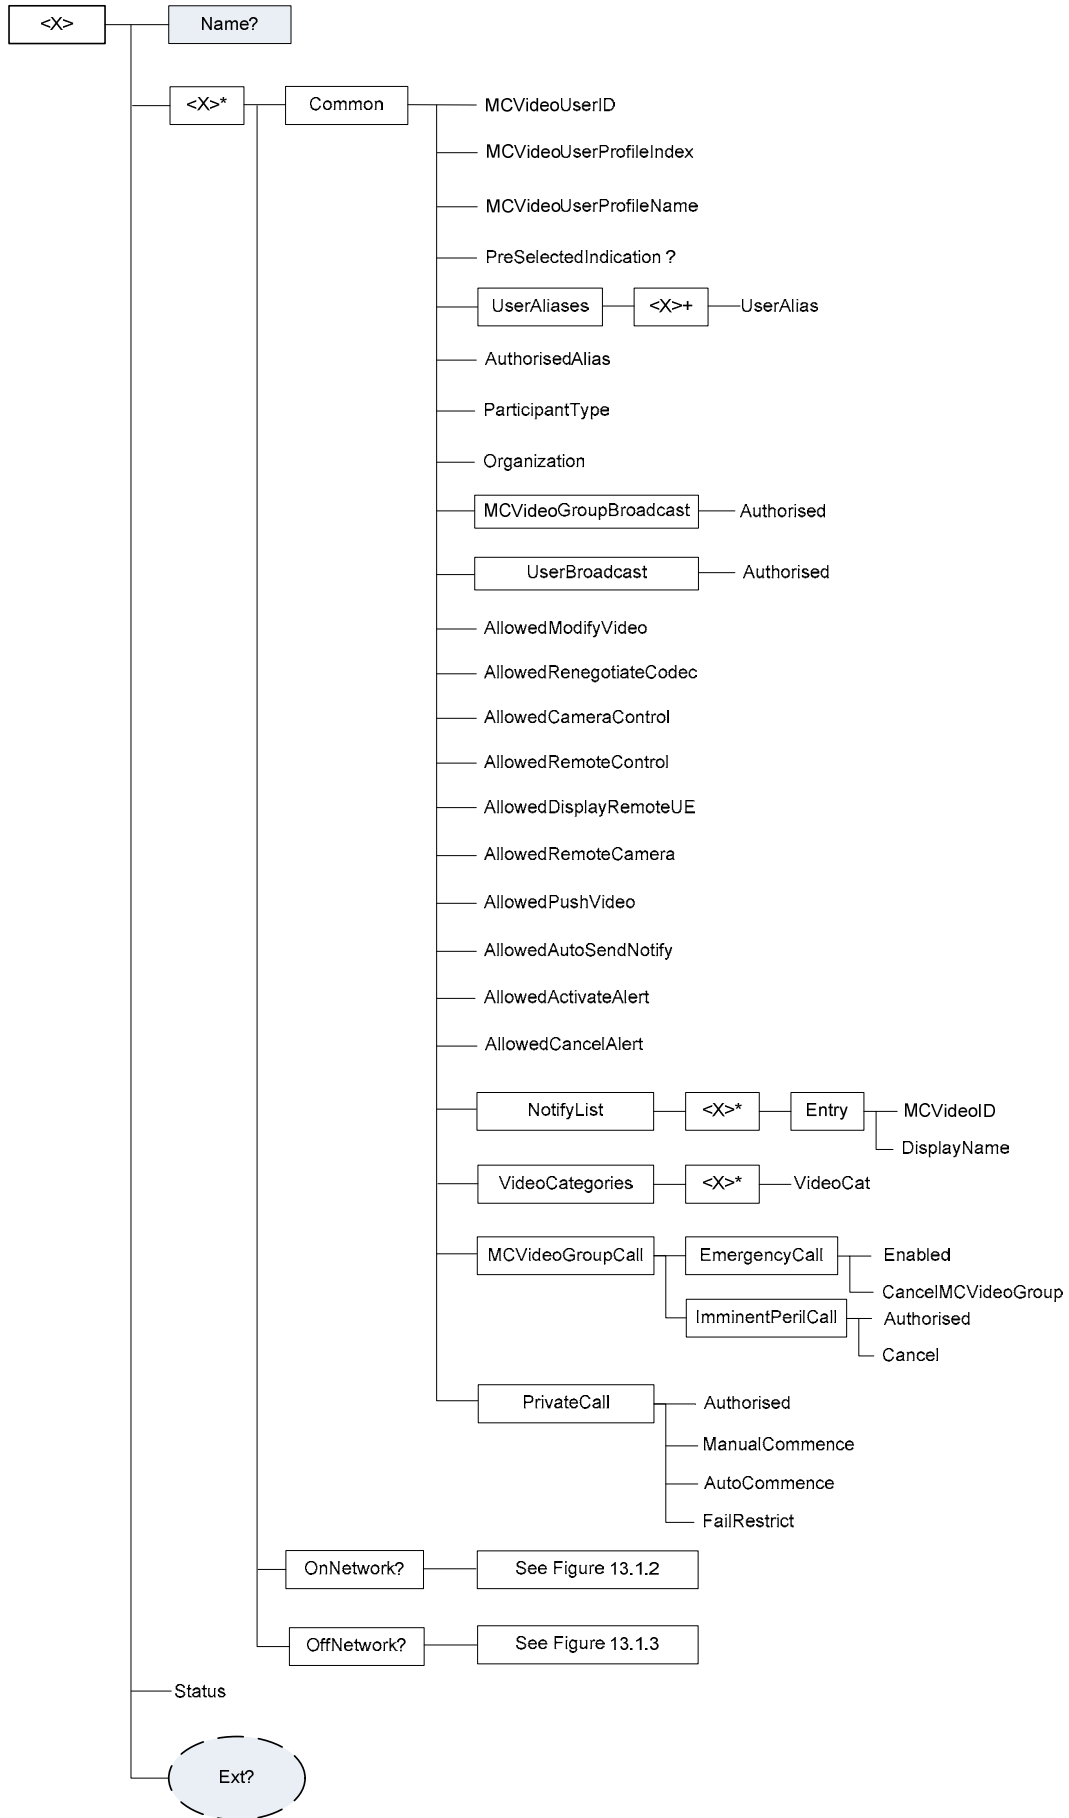 <X>
Name?
<X>*
Common
MCVideoUserID
MCVideoUserProfileIndex
MCVideoUserProfileName
PreSelectedIndication ?
UserAliases
<X>+
UserAlias
AuthorisedAlias
ParticipantType
Organization
MCVideoGroupBroadcast
Authorised
UserBroadcast
Authorised
AllowedModifyVideo
AllowedRenegotiateCodec
AllowedCameraControl
AllowedRemoteControl
AllowedDisplayRemoteUE
AllowedRemoteCamera
AllowedPushVideo
AllowedAutoSendNotify
AllowedActivateAlert
AllowedCancelAlert
NotifyList
<X>*
Entry
MCVideoID
DisplayName
VideoCategories
<X>*
VideoCat
MCVideoGroupCall
EmergencyCall
Enabled
CancelMCVideoGroup
ImminentPerilCall
Authorised
Cancel
PrivateCall
Authorised
ManualCommence
AutoCommence
FailRestrict
OnNetwork?
See Figure 13.1.2
OffNetwork?
See Figure 13.1.3
Status
Ext?